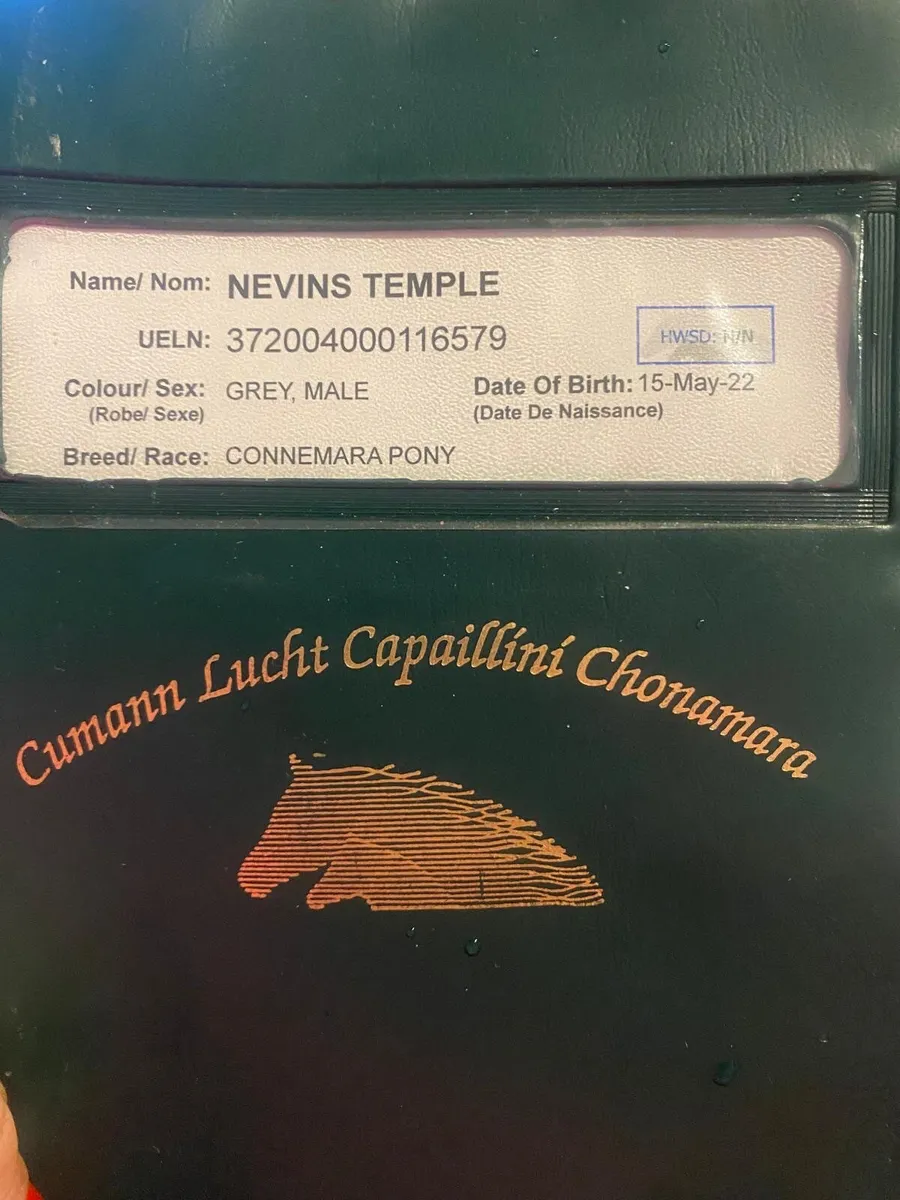 Name/ Nom: NEVINS TEMPLE
UELN: 372004000116579
HWSD: N/N
Colour/ Sex: GREY, MALE
(Robe/ Sexe)
Date Of Birth: 15-May-22
(Date De Naissance)
Breed/ Race: CONNEMARA PONY
Cumann Lucht Capaillíní Chonamara